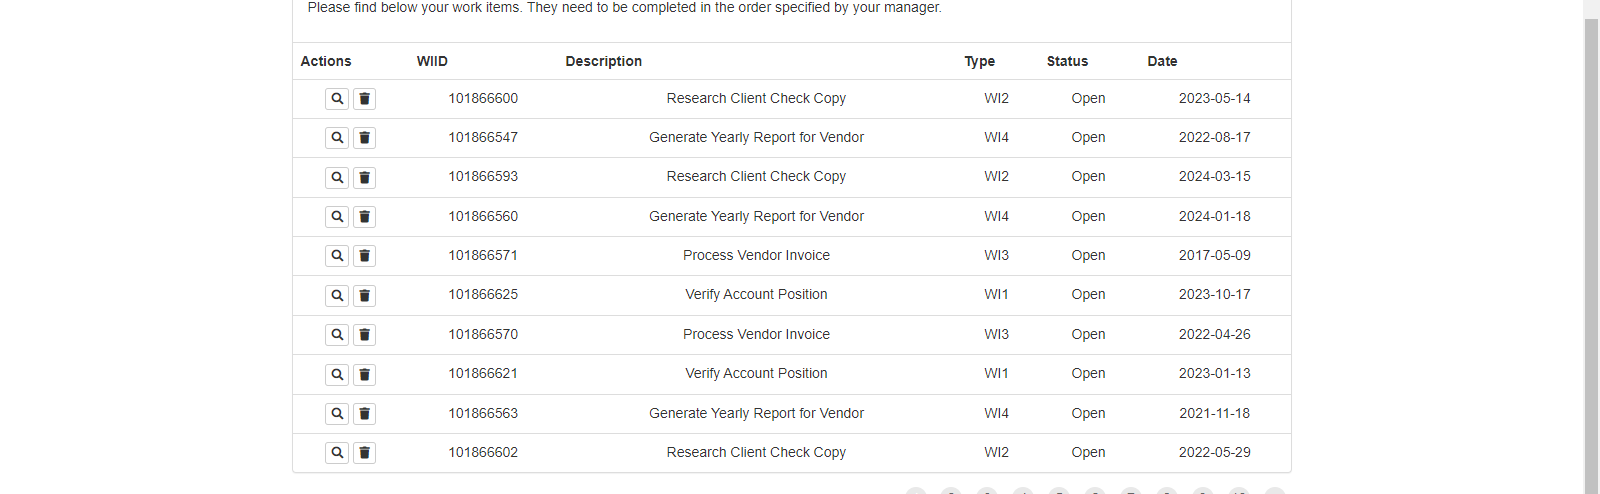 Please find below your work items. They need to be completed in the order specified by your manager.
Actions WIID Description Type Status Date
101866600 Research Client Check Copy WI2 Open 2023-05-14
101866547 Generate Yearly Report for Vendor WI4 Open 2022-08-17
101866593 Research Client Check Copy WI2 Open 2024-03-15
101866560 Generate Yearly Report for Vendor WI4 Open 2024-01-18
101866571 Process Vendor Invoice WI3 Open 2017-05-09
101866625 Verify Account Position WI1 Open 2023-10-17
101866570 Process Vendor Invoice WI3 Open 2022-04-26
101866621 Verify Account Position WI1 Open 2023-01-13
101866563 Generate Yearly Report for Vendor WI4 Open 2021-11-18
101866602 Research Client Check Copy WI2 Open 2022-05-29